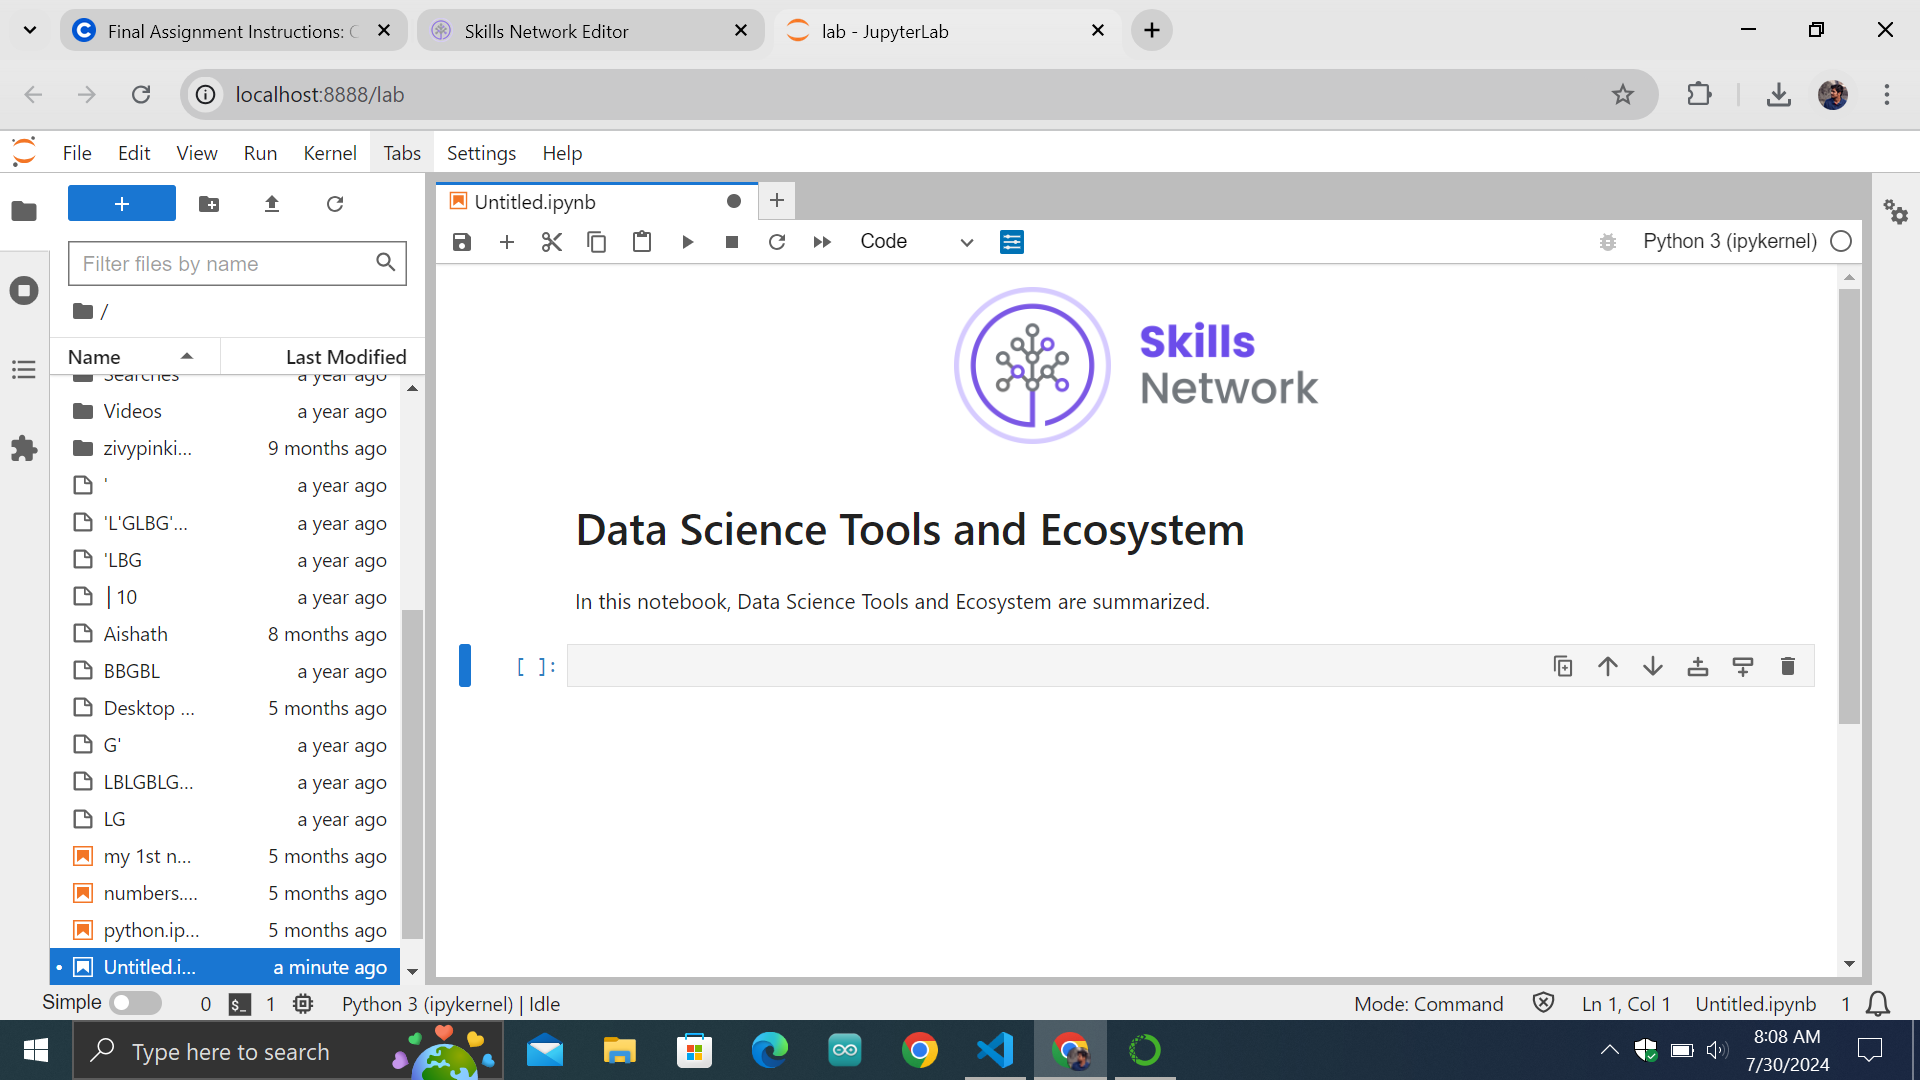 Final Assignment Instructions: C
Skills Network Editor
lab - JupyterLab
localhost:8888/lab
File Edit View Run Kernel Tabs Settings Help
Filter files by name
/
Name Last Modified
Searches a year ago
Videos a year ago
zivypinki... 9 months ago
' a year ago
'L'GLBG'... a year ago
'LBG a year ago
|10 a year ago
Aishath 8 months ago
BBGBL a year ago
Desktop ... 5 months ago
G' a year ago
LBLGBLG... a year ago
LG a year ago
my 1st n... 5 months ago
numbers.... 5 months ago
python.ip... 5 months ago
Untitled.i... a minute ago
Untitled.ipynb
Code
Python 3 (ipykernel)
Skills
Network
Data Science Tools and Ecosystem
In this notebook, Data Science Tools and Ecosystem are summarized.
[ ]:
Simple 0 $_ 1 Python 3 (ipykernel) | Idle
Mode: Command Ln 1, Col 1 Untitled.ipynb 1
Type here to search
8:08 AM
7/30/2024